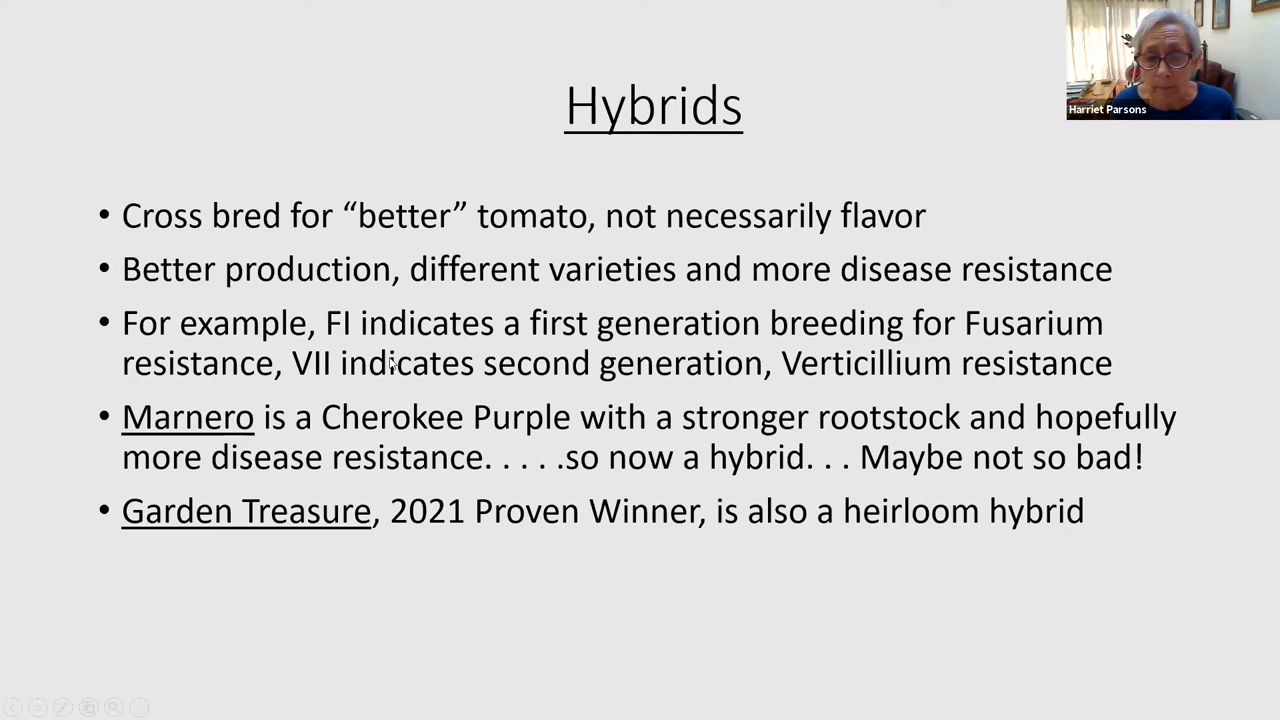 Harriet Parsons
Hybrids
• Cross bred for “better” tomato, not necessarily flavor
• Better production, different varieties and more disease resistance
• For example, FI indicates a first generation breeding for Fusarium
resistance, VII indicates second generation, Verticillium resistance
• Marnero is a Cherokee Purple with a stronger rootstock and hopefully
more disease resistance. . . . .so now a hybrid. . . Maybe not so bad!
• Garden Treasure, 2021 Proven Winner, is also a heirloom hybrid